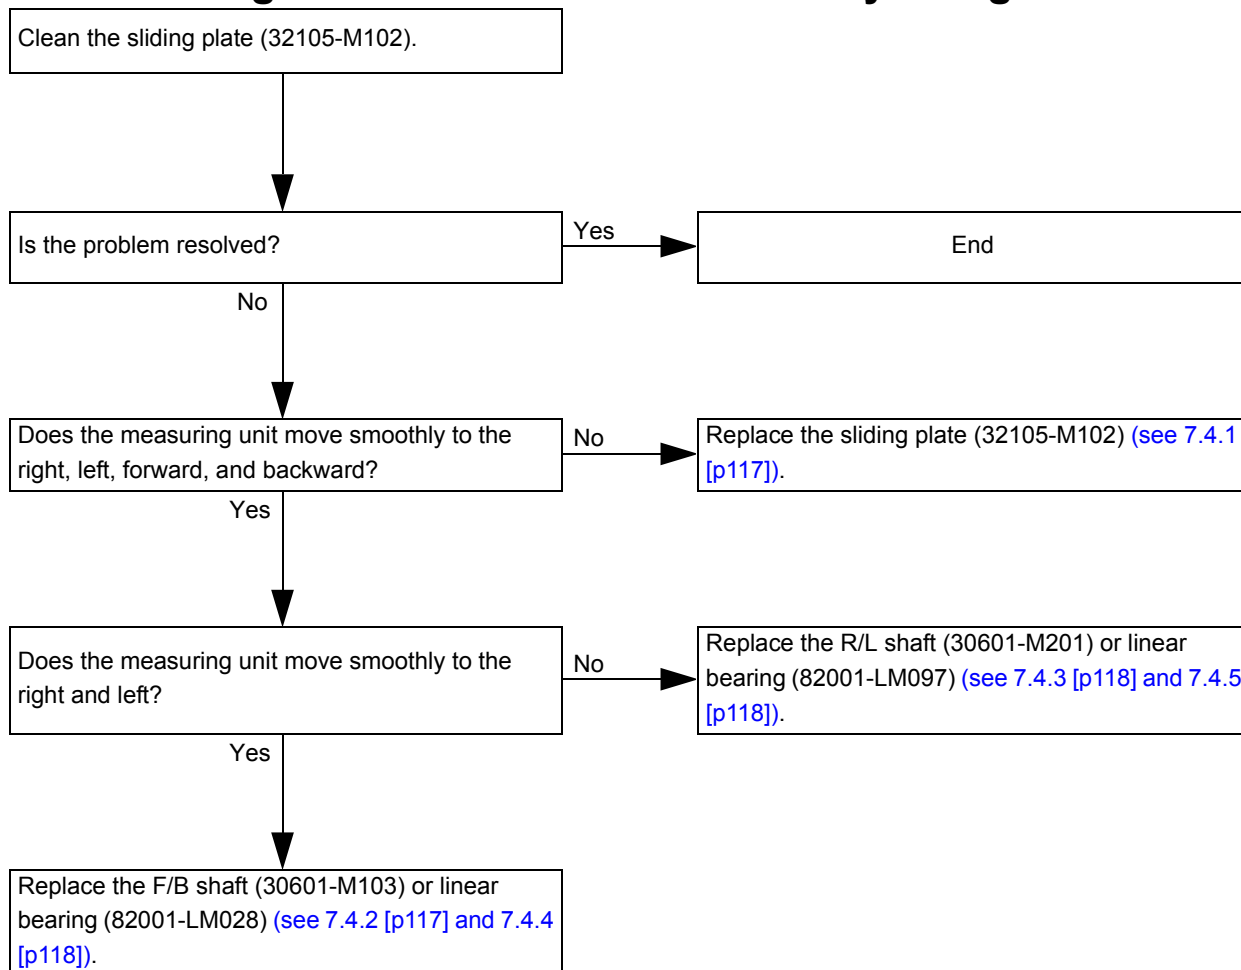 Clean the sliding plate (32105-M102).
Is the problem resolved?
Yes
End
No
Does the measuring unit move smoothly to the
right, left, forward, and backward?
No
Replace the sliding plate (32105-M102) (see 7.4.1
[p117]).
Yes
Does the measuring unit move smoothly to the
right and left?
No
Replace the R/L shaft (30601-M201) or linear
bearing (82001-LM097) (see 7.4.3 [p118] and 7.4.5
[p118]).
Yes
Replace the F/B shaft (30601-M103) or linear
bearing (82001-LM028) (see 7.4.2 [p117] and 7.4.4
[p118]).